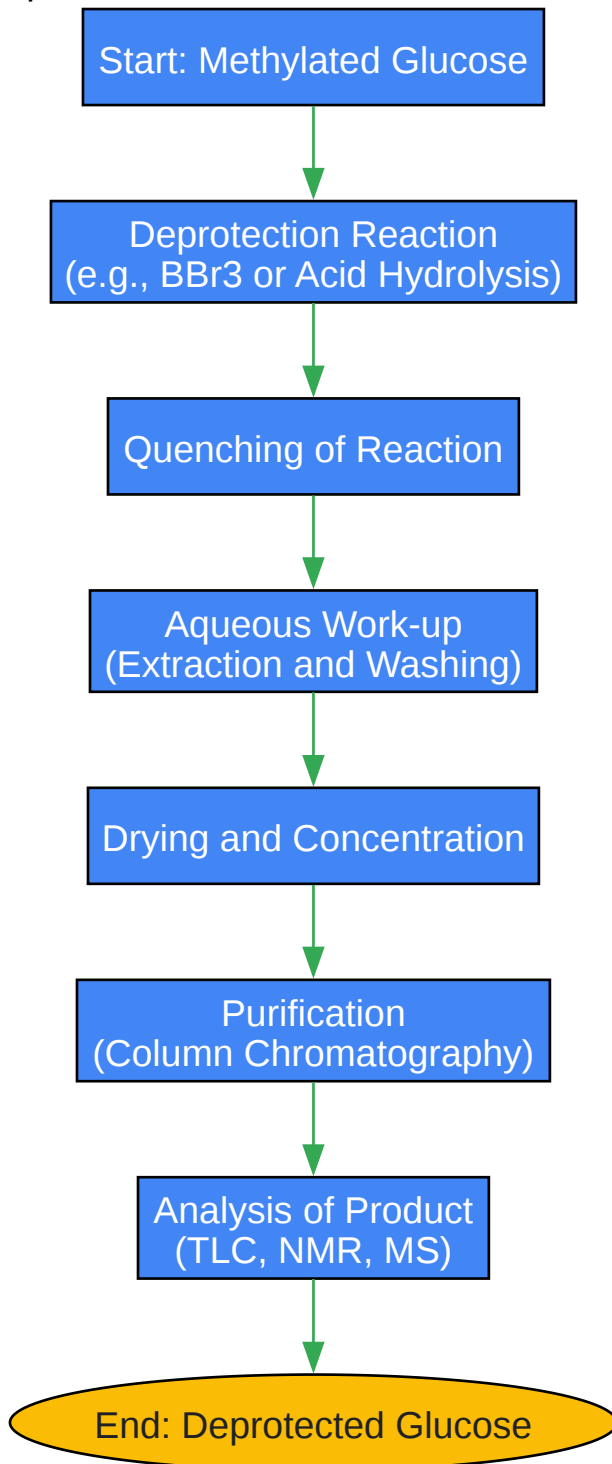 Start: Methylated Glucose
Deprotection Reaction
(e.g., BBr3 or Acid Hydrolysis)
Quenching of Reaction
Aqueous Work-up
(Extraction and Washing)
Drying and Concentration
Purification
(Column Chromatography)
Analysis of Product
(TLC, NMR, MS)
End: Deprotected Glucose